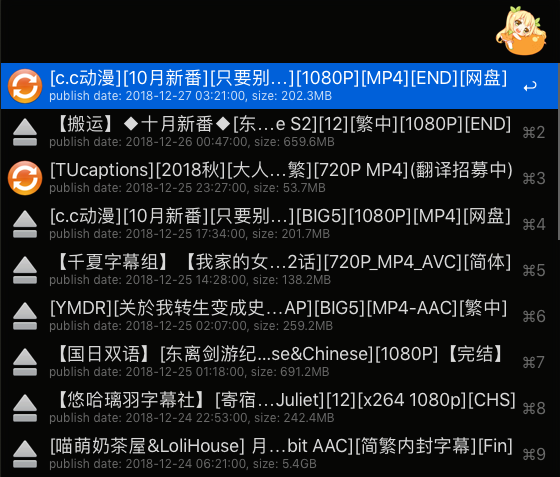 [c.c动漫][10月新番][只要别…][1080P][MP4][END][网盘]
publish date: 2018-12-27 03:21:00, size: 202.3MB
↩
【搬运】◆十月新番◆[东…e S2][12][繁中][1080P][END]
publish date: 2018-12-26 00:47:00, size: 659.6MB
⌘2
[TUcaptions][2018秋][大人…繁][720P MP4](翻译招募中)
publish date: 2018-12-25 23:27:00, size: 53.7MB
⌘3
[c.c动漫][10月新番][只要别…][BIG5][1080P][MP4][网盘]
publish date: 2018-12-25 17:34:00, size: 201.7MB
⌘4
【千夏字幕组】【我家的女…2话][720P_MP4_AVC][简体]
publish date: 2018-12-25 14:28:00, size: 138.2MB
⌘5
[YMDR][关於我转生变成史…AP][BIG5][MP4-AAC][繁中]
publish date: 2018-12-25 02:07:00, size: 259.2MB
⌘6
【国日双语】[东离剑游纪…se&Chinese][1080P]【完结】
publish date: 2018-12-25 01:18:00, size: 691.2MB
⌘7
【悠哈璃羽字幕社】[寄宿…Juliet][12][x264 1080p][CHS]
publish date: 2018-12-24 22:53:00, size: 242.4MB
⌘8
[喵萌奶茶屋&LoliHouse] 月…bit AAC][简繁内封字幕][Fin]
publish date: 2018-12-24 06:21:00, size: 5.4GB
⌘9